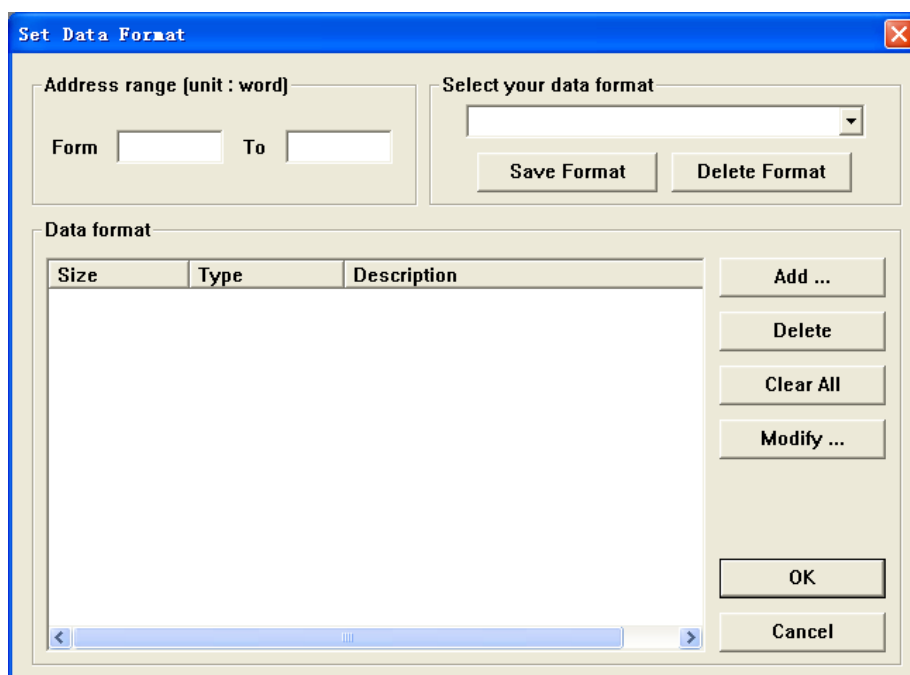 Set Data Format
Address range (unit : word)
Form To
Select your data format
Save Format Delete Format
Data format
Size Type Description
Add ...
Delete
Clear All
Modify ...
OK
Cancel